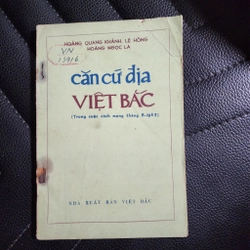 HOÀNG QUANG KHÁNH, LÊ HỒNG
HOÀNG NGỌC LA
VN
căn cứ địa
VIỆT BẮC
(Trong cuộc cách mạng tháng 8-1945)
NHÀ XUẤT BẢN VIỆT BẮC